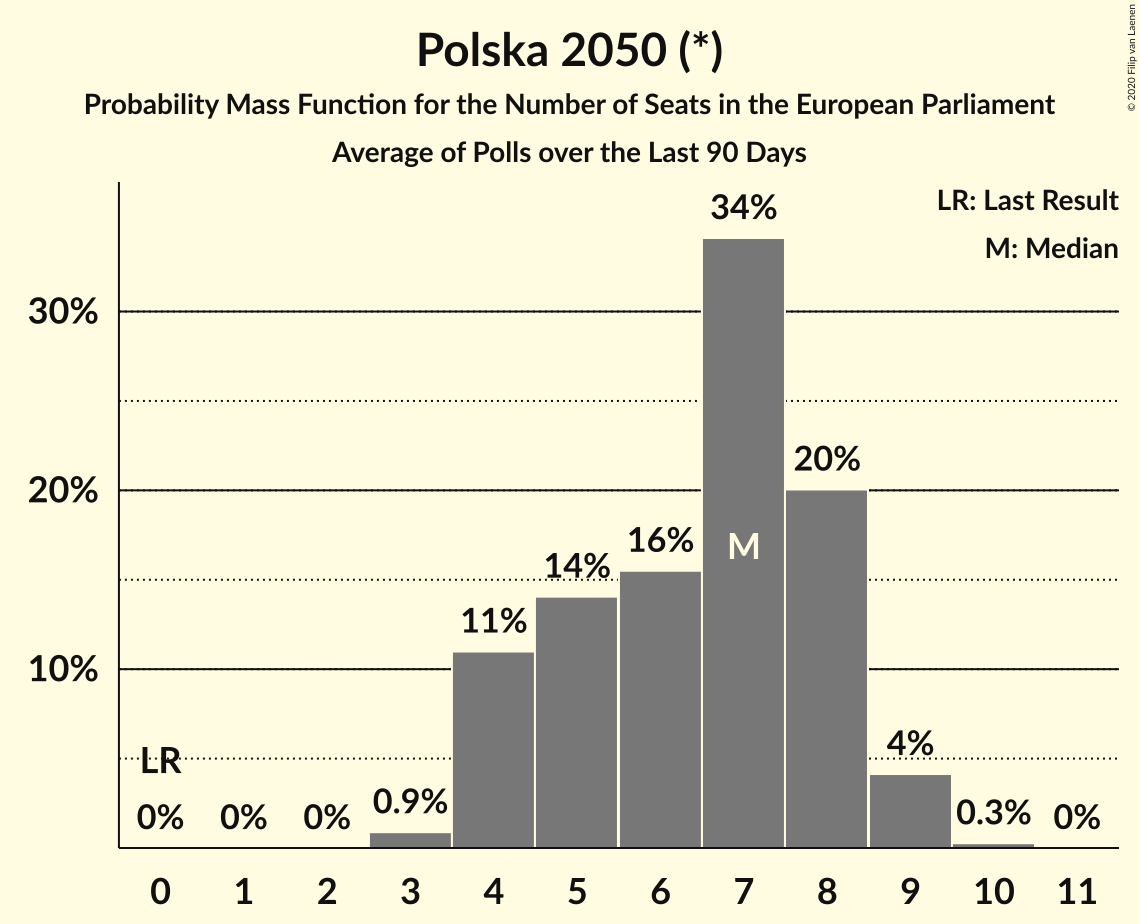 Polska 2050 (*)
Probability Mass Function for the Number of Seats in the European Parliament
Average of Polls over the Last 90 Days
© 2020 Filip van Laenen
LR: Last Result
M: Median
34%
30%
20%
20%
16%
M
14%
11%
10%
LR
4%
0%
0%
0%
0.9%
0.3%
0%
0 1 2 3 4 5 6 7 8 9 10 11